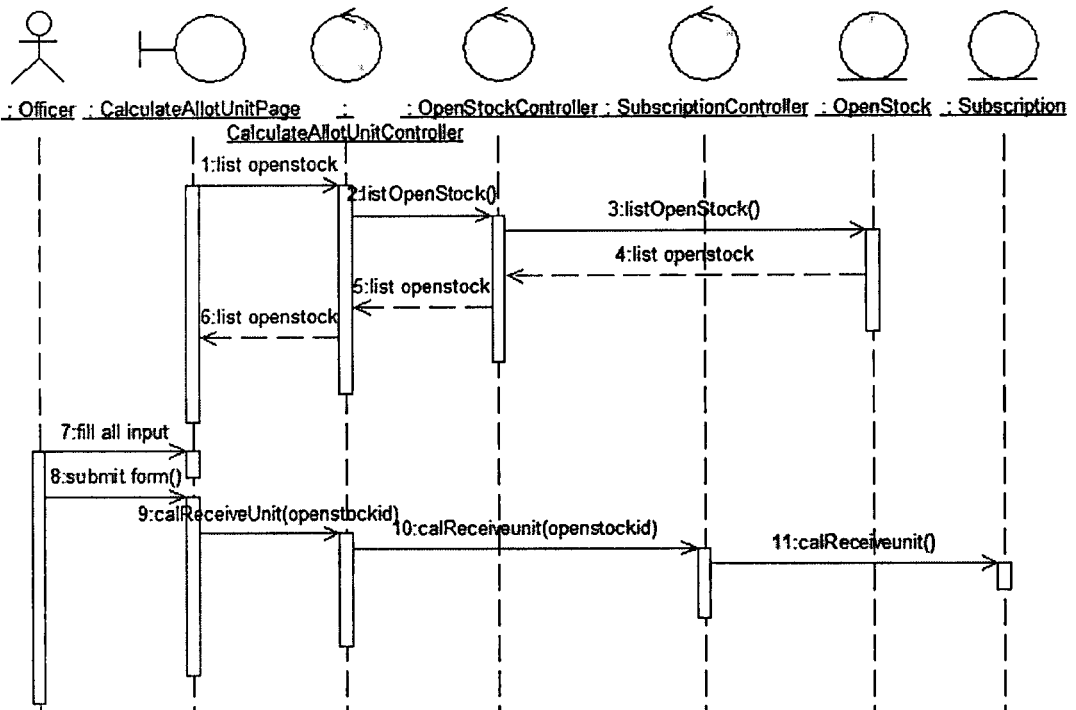 : Officer
: CalculateAllotUnitPage
:
CalculateAllotUnitController
: OpenStockController
: SubscriptionController
: OpenStock
: Subscription
1:list openstock
2:listOpenStock()
3:listOpenStock()
4:list openstock
5:list openstock
6:list openstock
7:fill all input
8:submit form()
9:calReceiveUnit(openstockid)
10:calReceiveunit(openstockid)
11:calReceiveunit()